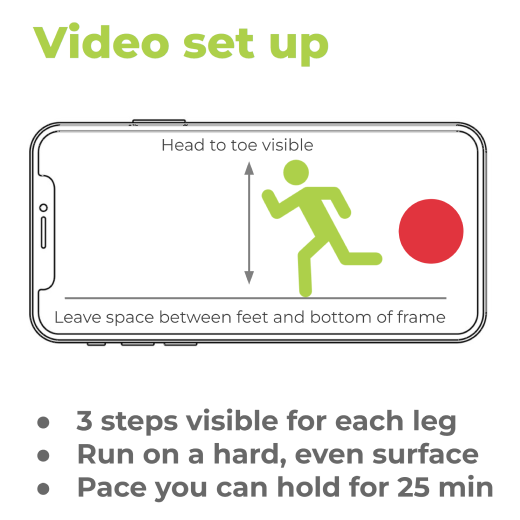 Video set up
Head to toe visible
Leave space between feet and bottom of frame
● 3 steps visible for each leg
● Run on a hard, even surface
● Pace you can hold for 25 min